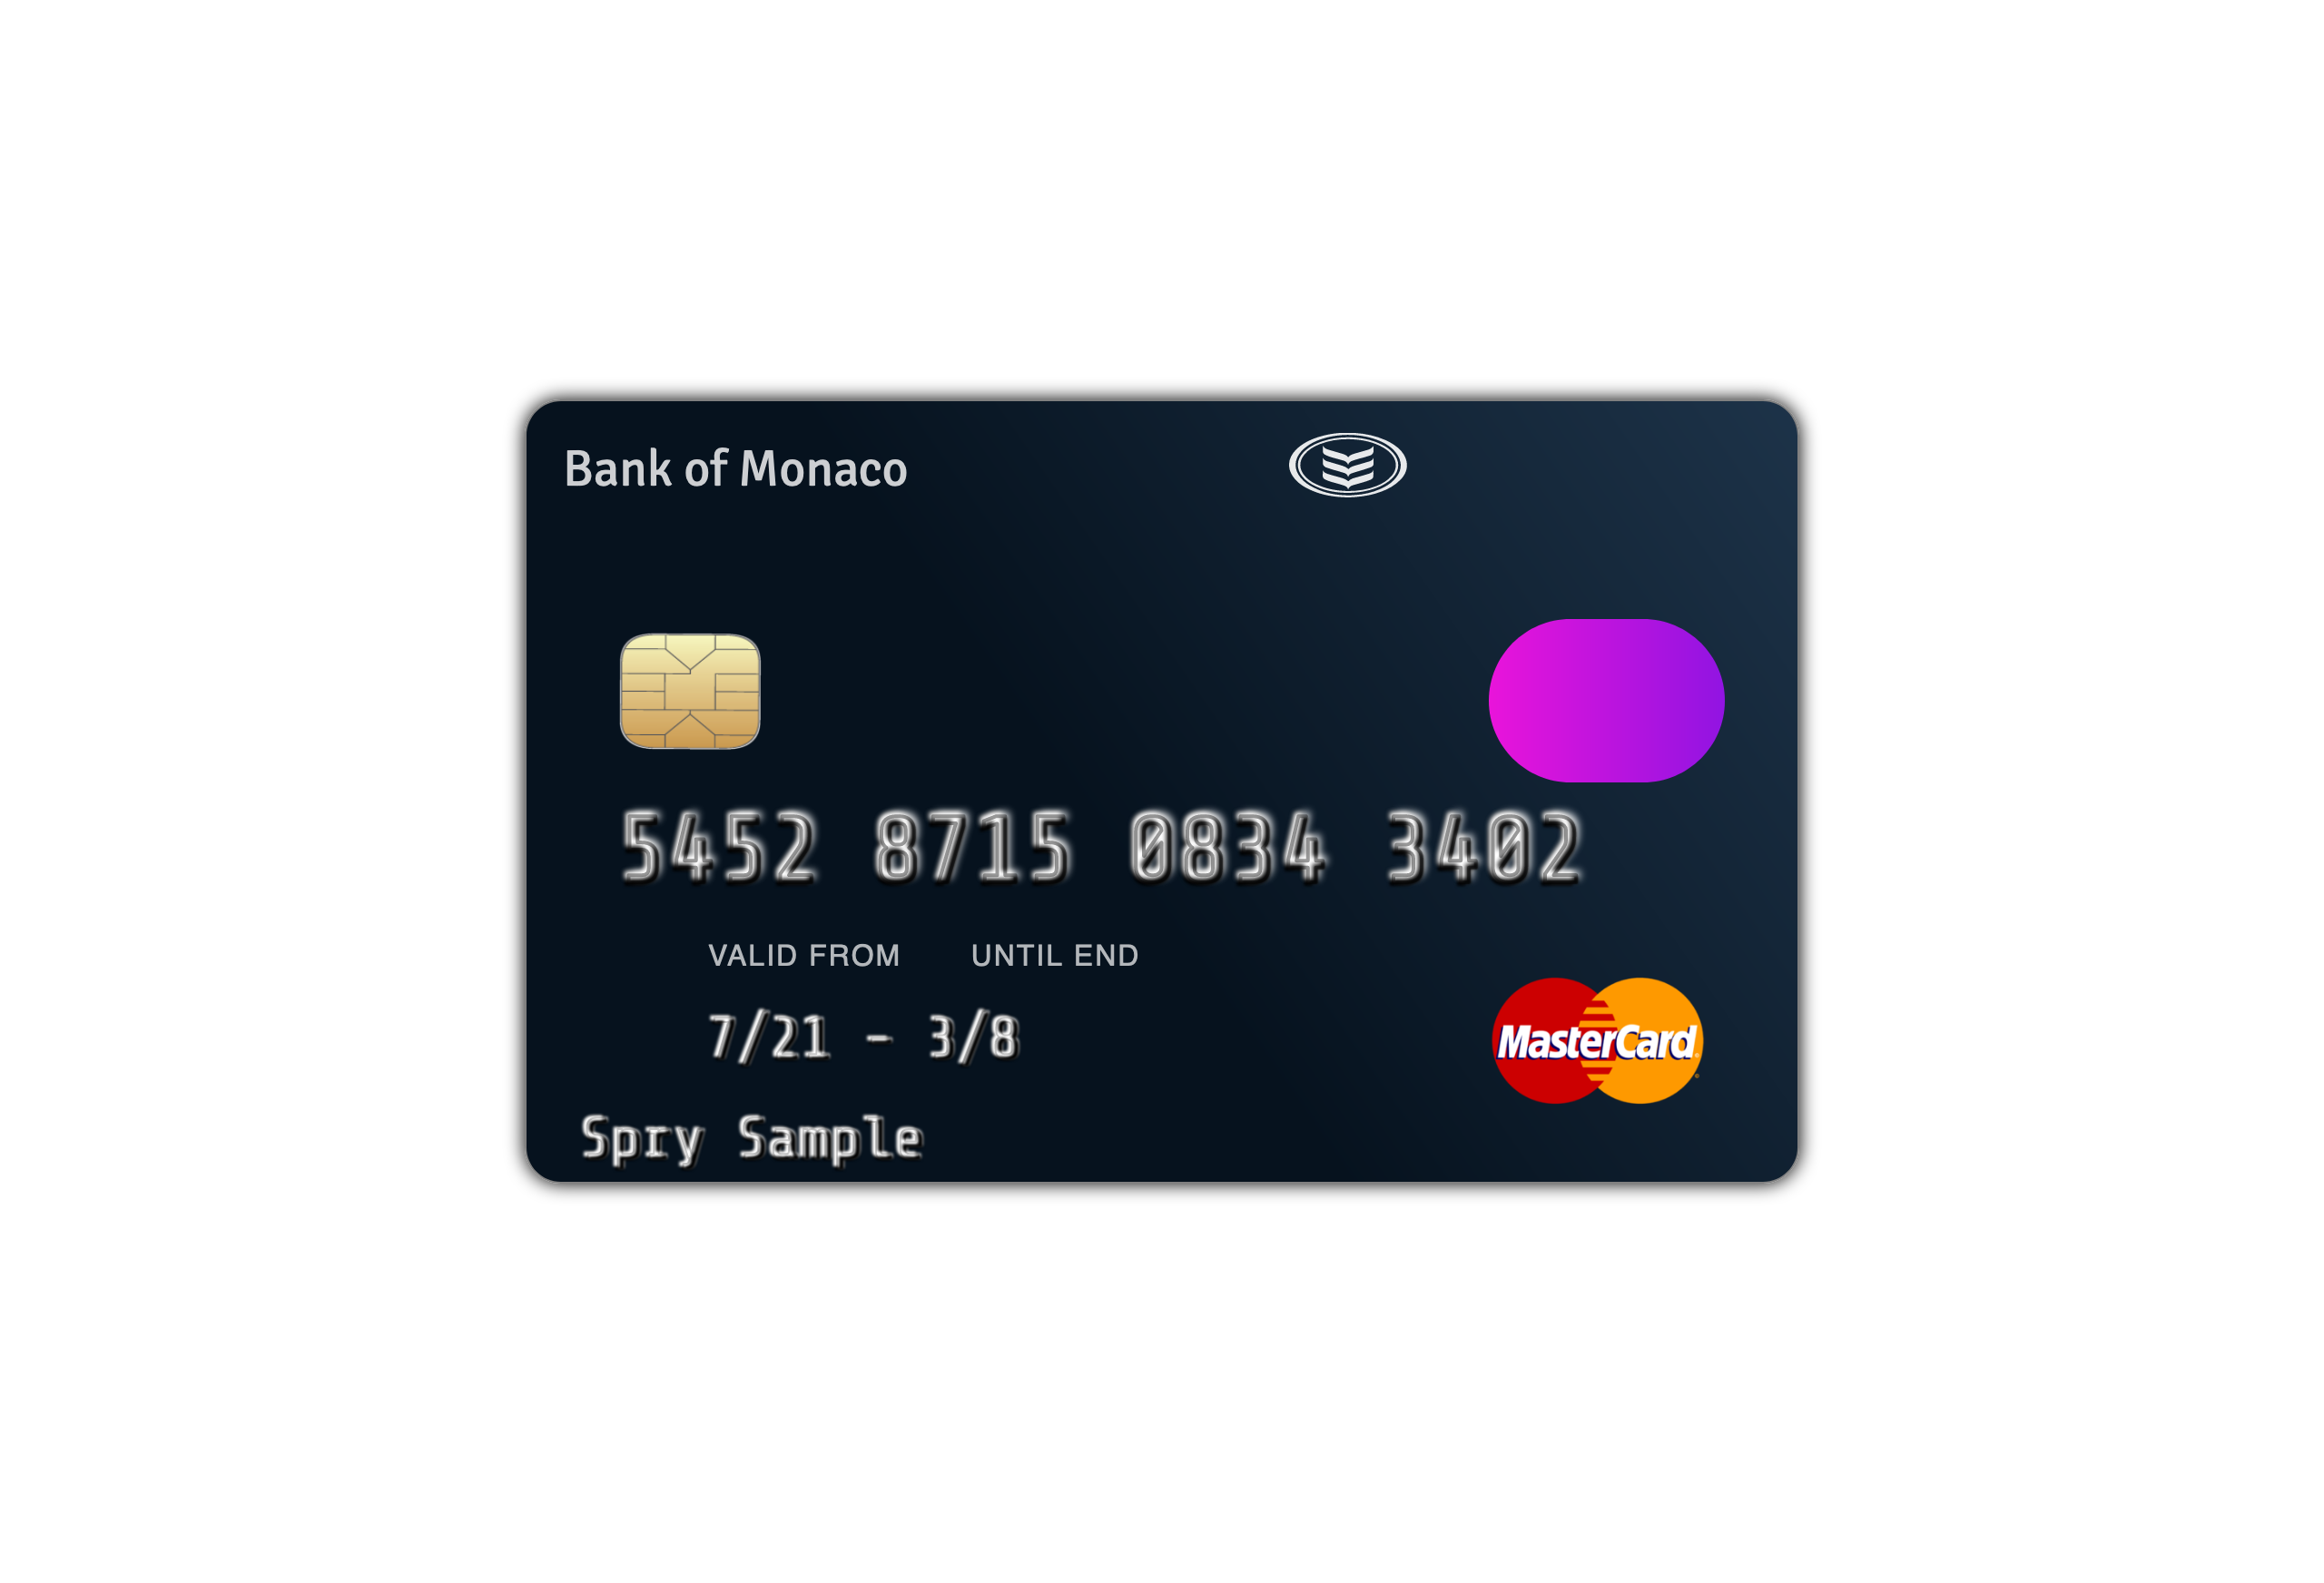 Bank of Monaco
5452 8715 0834 3402
VALID FROM UNTIL END
7/21 - 3/8
MasterCard
Spry Sample